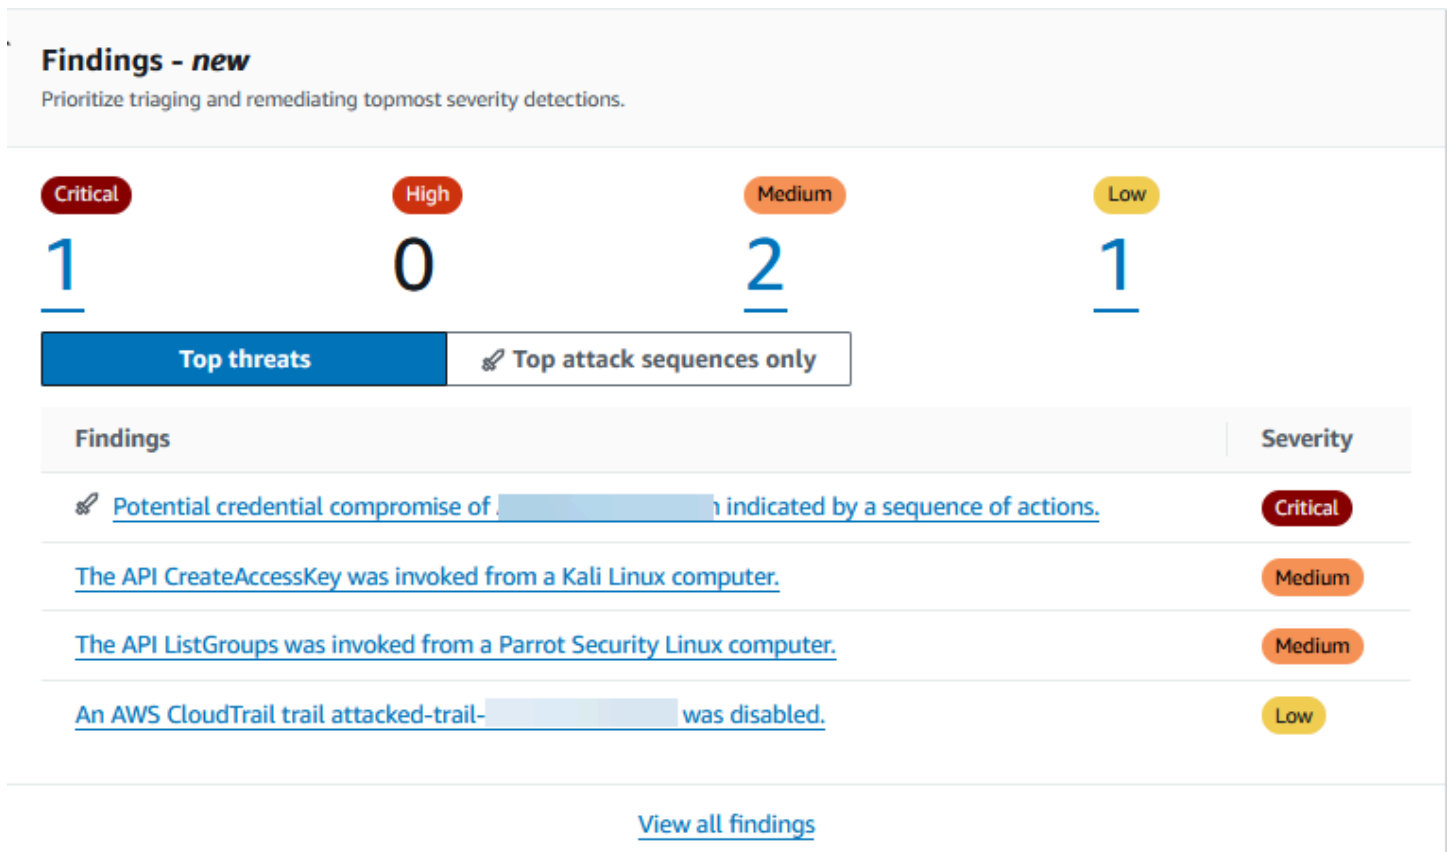 Findings - new
Prioritize triaging and remediating topmost severity detections.
Critical High Medium Low
1 0 2 1
Top threats Top attack sequences only
Findings Severity
Potential credential compromise of indicated by a sequence of actions. Critical
The API CreateAccessKey was invoked from a Kali Linux computer. Medium
The API ListGroups was invoked from a Parrot Security Linux computer. Medium
An AWS CloudTrail trail attacked-trail- was disabled. Low
View all findings